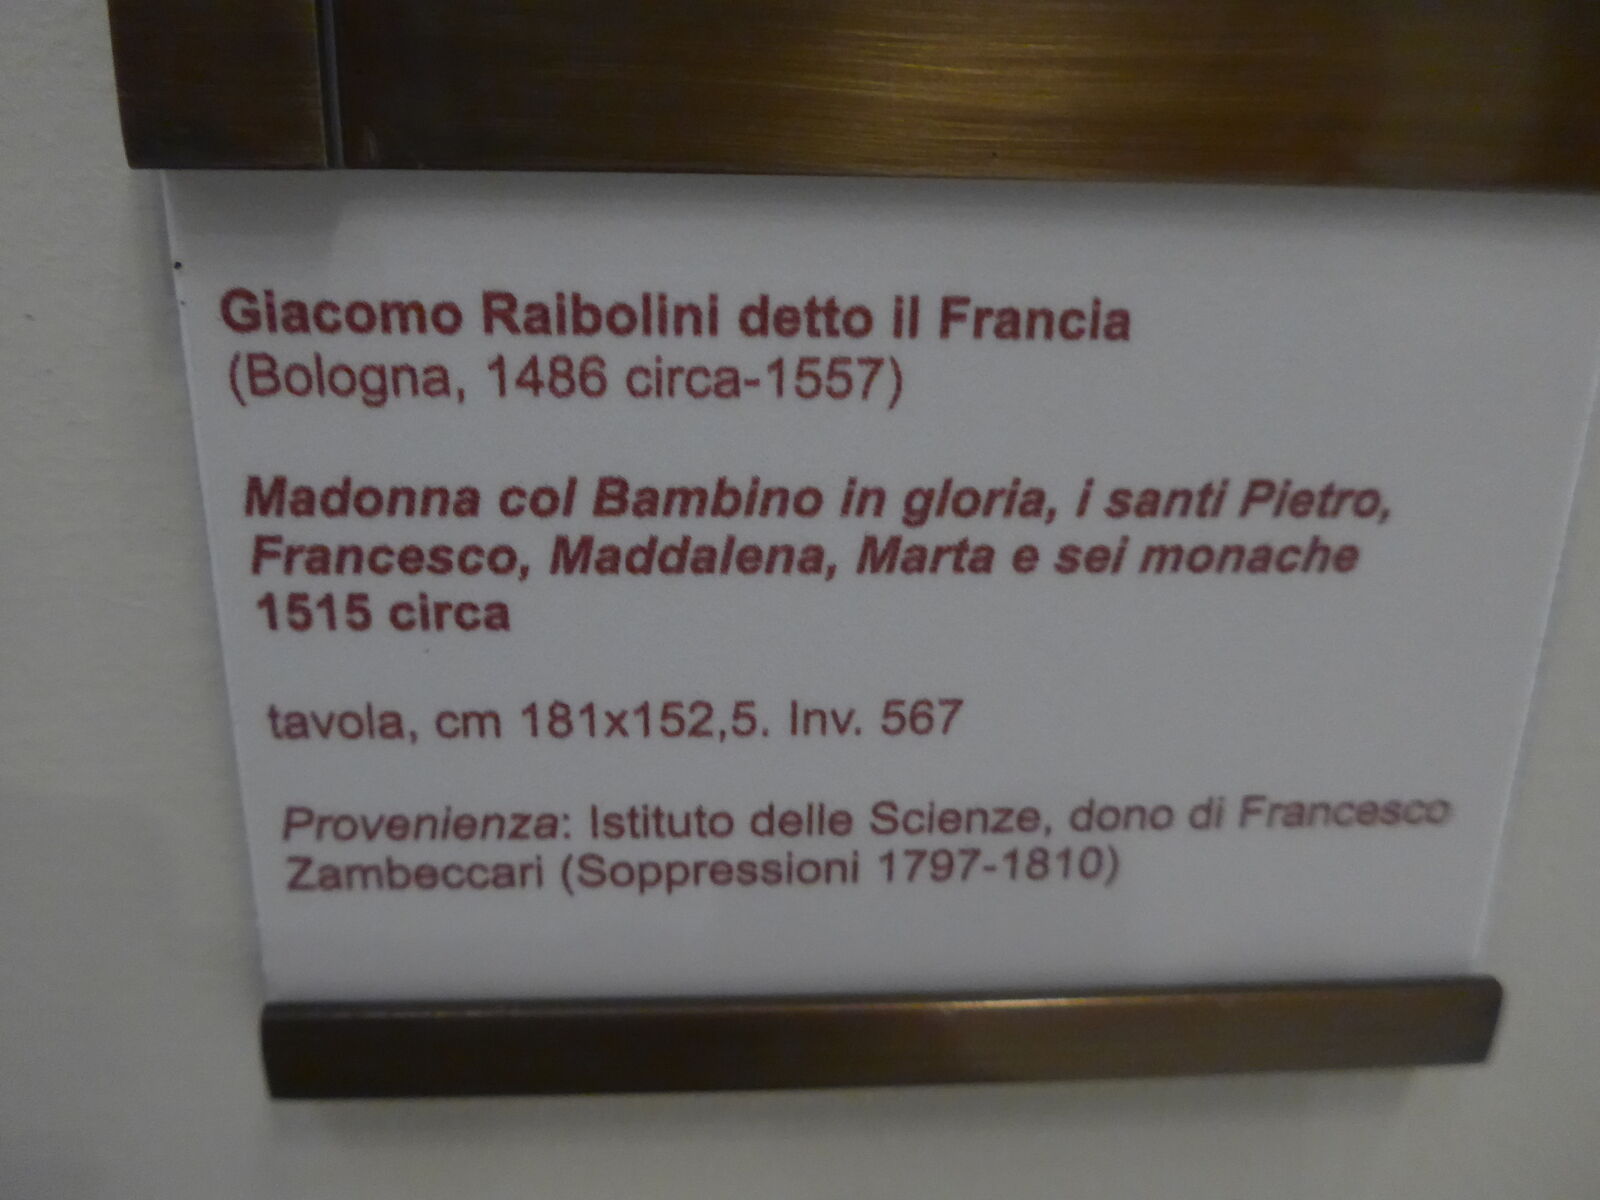 Giacomo Raibolini detto il Francia
(Bologna, 1486 circa-1557)
Madonna col Bambino in gloria, i santi Pietro,
Francesco, Maddalena, Marta e sei monache
1515 circa
tavola, cm 181x152,5. Inv. 567
Provenienza: Istituto delle Scienze, dono di Francesco
Zambeccari (Soppressioni 1797-1810)